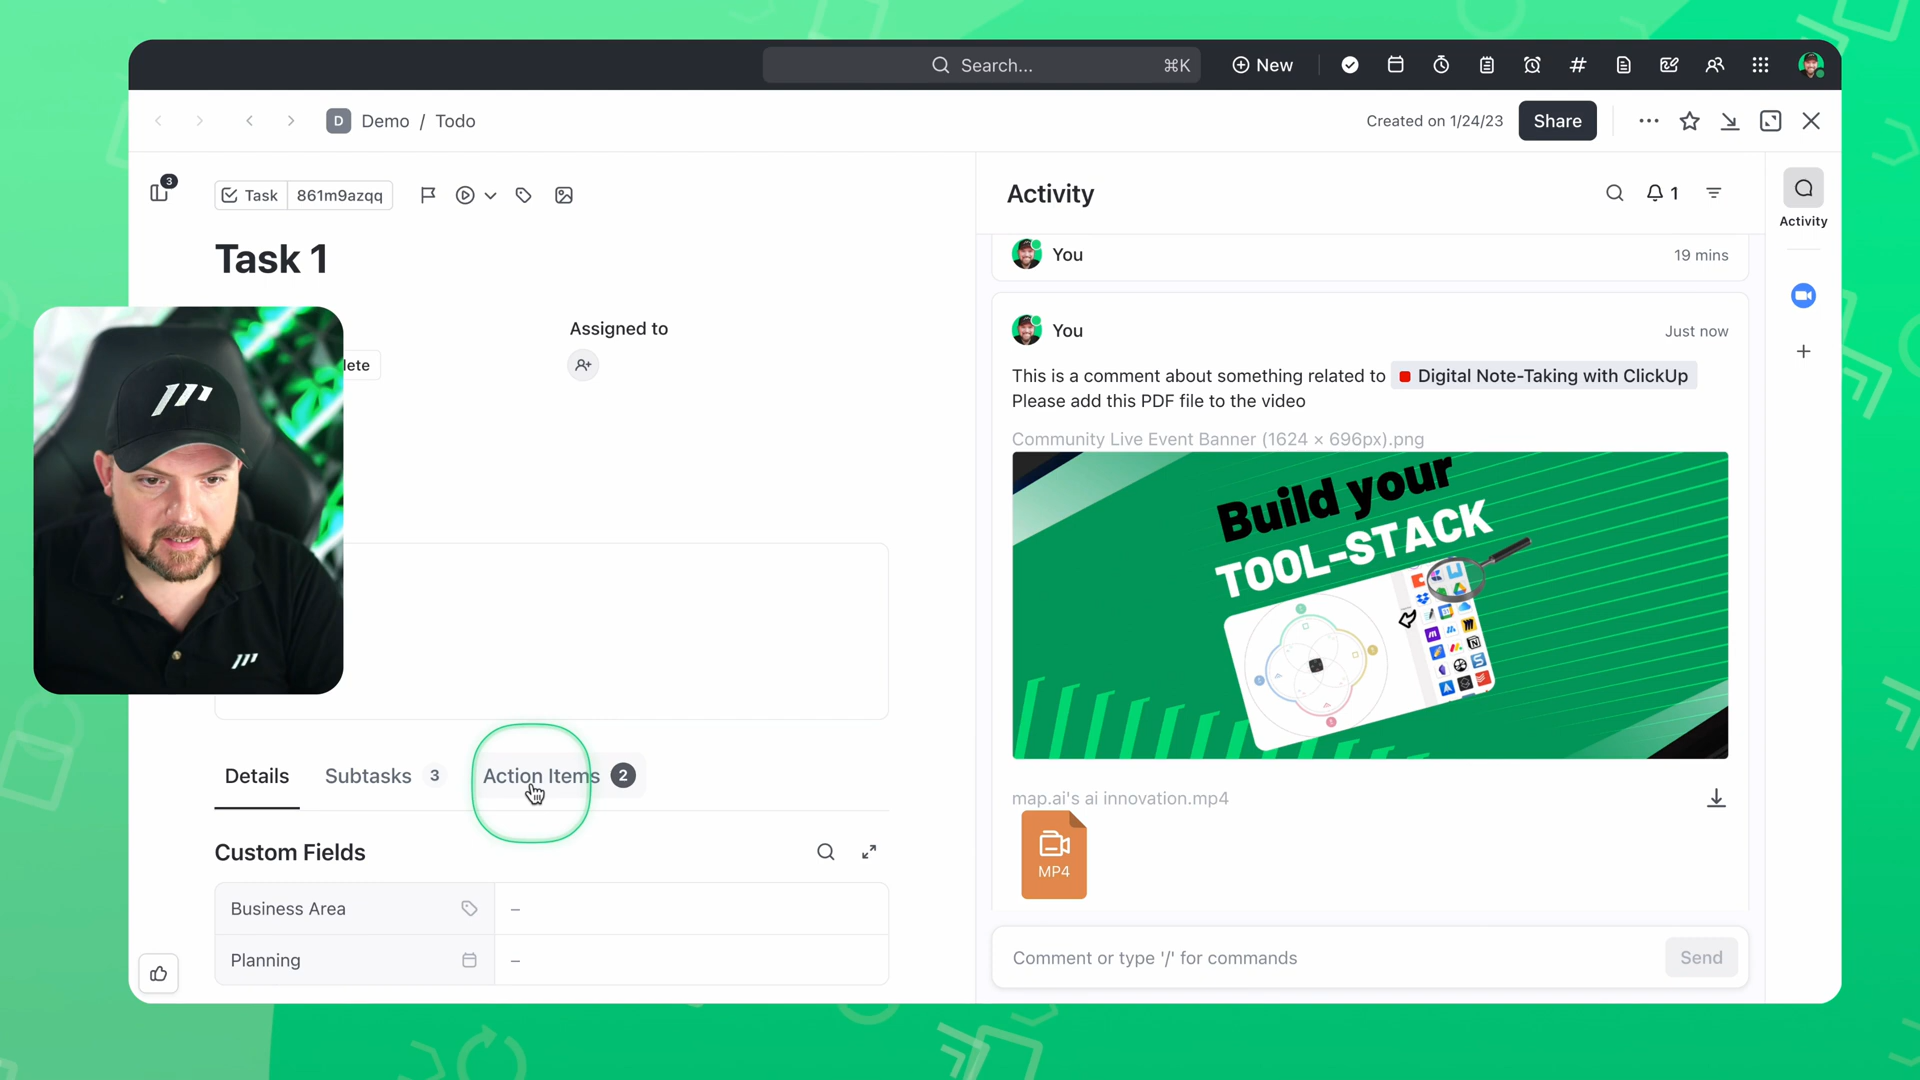 Search...
⌘K
New
D
Demo / Todo
Created on 1/24/23
Share
3
Task
861m9azqq
Task 1
Assigned to
lete
Details
Subtasks 3
Action Items 2
Custom Fields
Business Area
–
Planning
–
Activity
1
You
19 mins
You
Just now
This is a comment about something related to Digital Note-Taking with ClickUp
Please add this PDF file to the video
Community Live Event Banner (1624 × 696px).png
Build your
TOOL-STACK
map.ai's ai innovation.mp4
MP4
Comment or type '/' for commands
Send
Activity